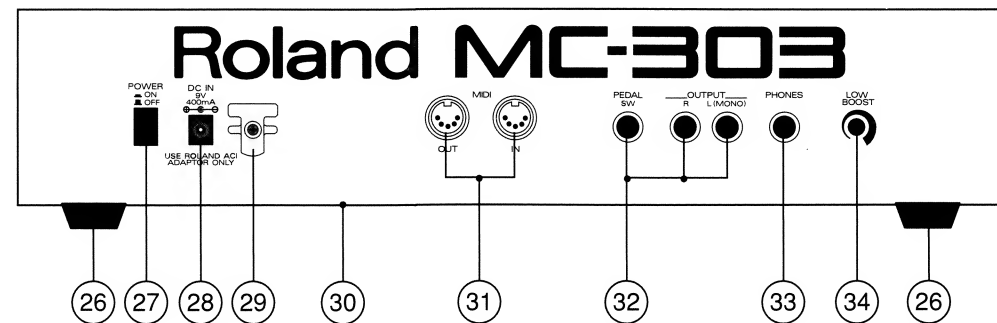 Roland MC-303
POWER
ON
OFF
DC IN
9V
400mA
USE ROLAND ACI
ADAPTOR ONLY
MIDI
OUT
IN
PEDAL
SW
OUTPUT
R
L (MONO)
PHONES
LOW
BOOST
26 27 28 29 30 31 32 33 34 26